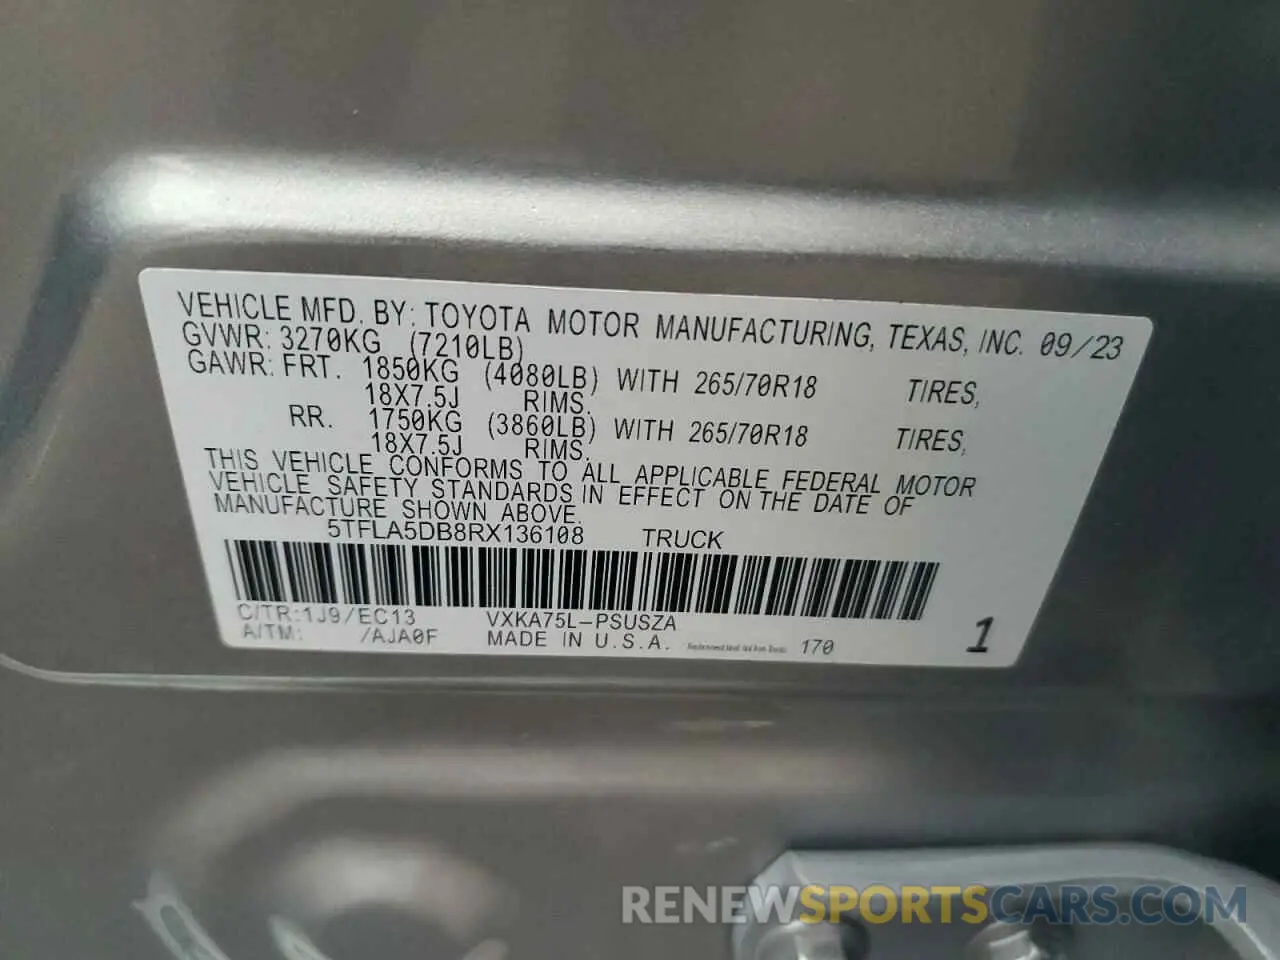 VEHICLE MFD. BY: TOYOTA MOTOR MANUFACTURING, TEXAS, INC. 09/23
GVWR: 3270KG (7210LB)
GAWR: FRT. 1850KG (4080LB) WITH 265/70R18 TIRES,
18X7.5J RIMS.
RR. 1750KG (3860LB) WITH 265/70R18 TIRES,
18X7.5J RIMS.
THIS VEHICLE CONFORMS TO ALL APPLICABLE FEDERAL MOTOR
VEHICLE SAFETY STANDARDS IN EFFECT ON THE DATE OF
MANUFACTURE SHOWN ABOVE.
5TFLA5DB8RX136108 TRUCK
C/TR:1J9/EC13 VXKA75L-PSUSZA
A/TM: /AJA0F MADE IN U.S.A. 170 1
RENEWSPORTSCARS.COM